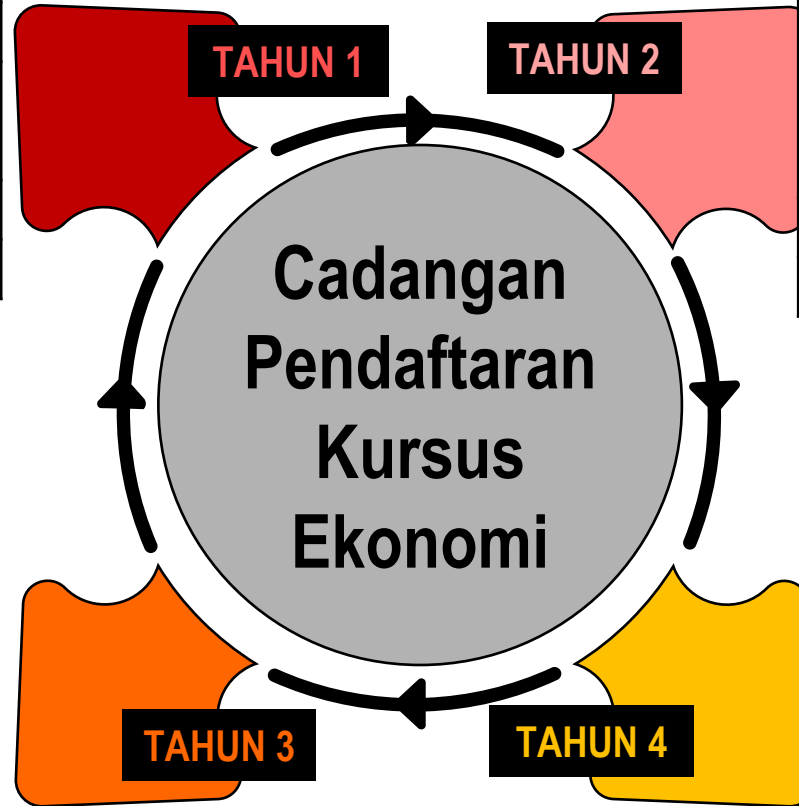 TAHUN 1
TAHUN 2
Cadangan
Pendaftaran
Kursus
Ekonomi
TAHUN 3
TAHUN 4